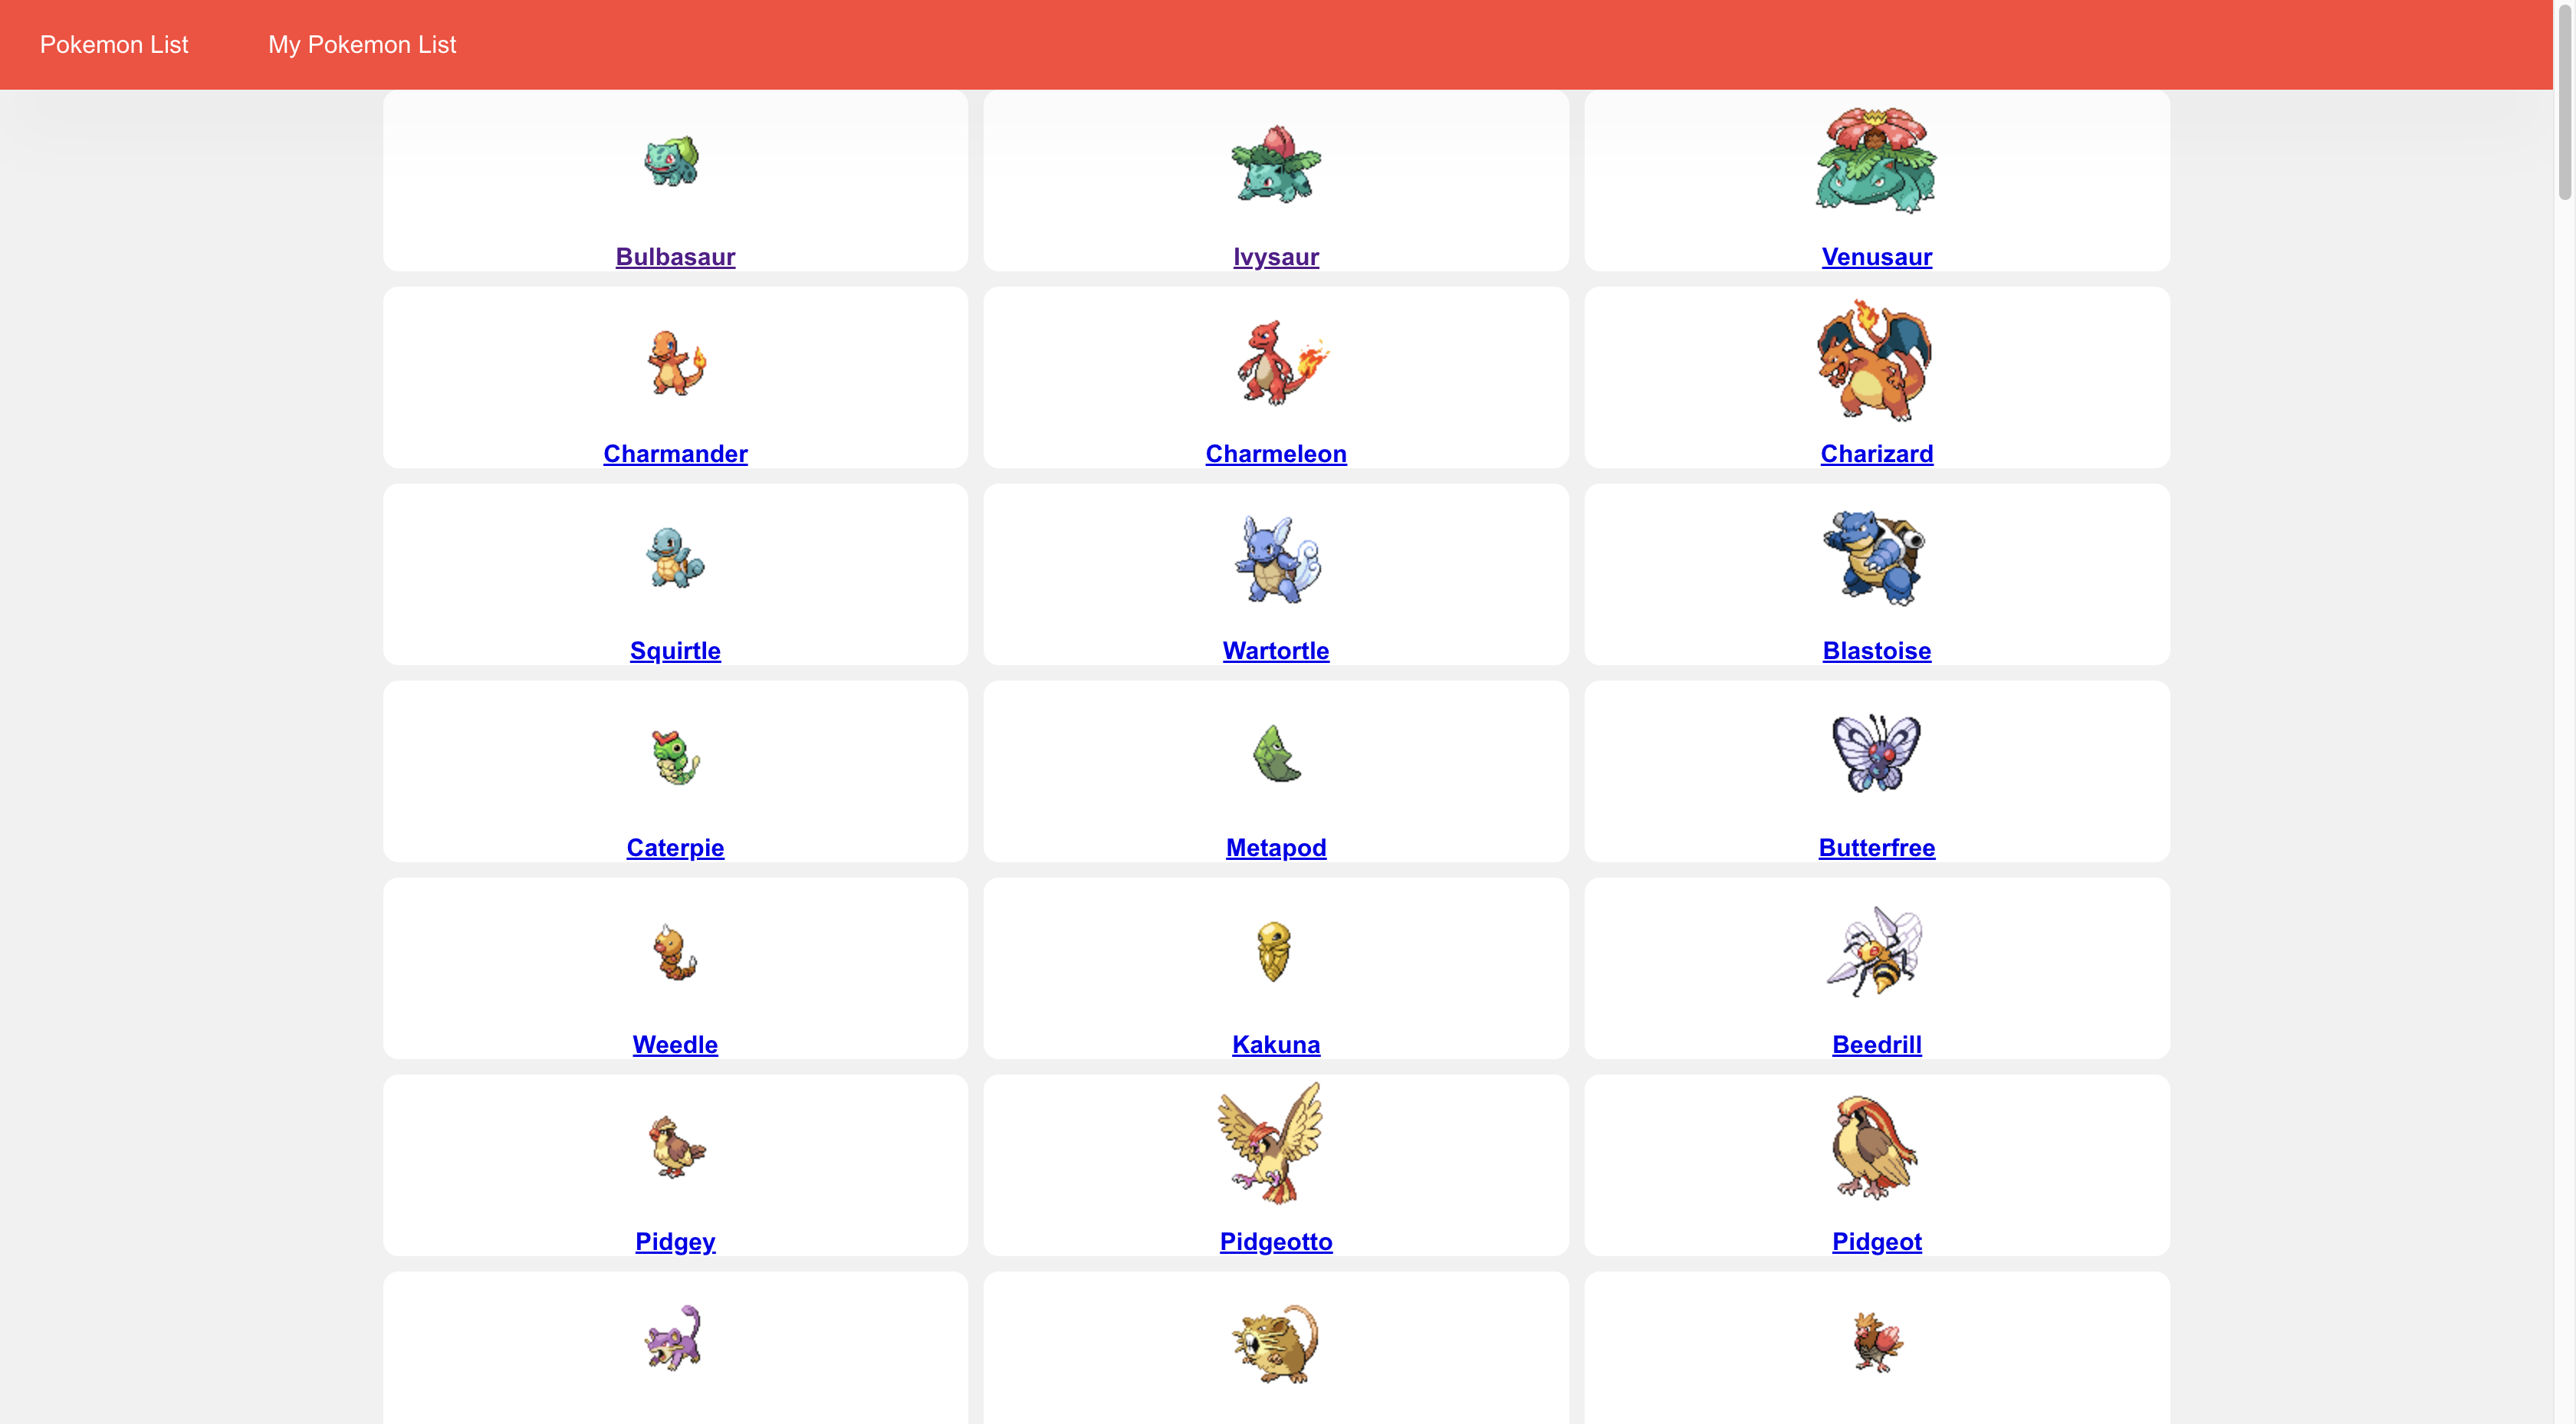 Pokemon List My Pokemon List
Bulbasaur Ivysaur Venusaur
Charmander Charmeleon Charizard
Squirtle Wartortle Blastoise
Caterpie Metapod Butterfree
Weedle Kakuna Beedrill
Pidgey Pidgeotto Pidgeot